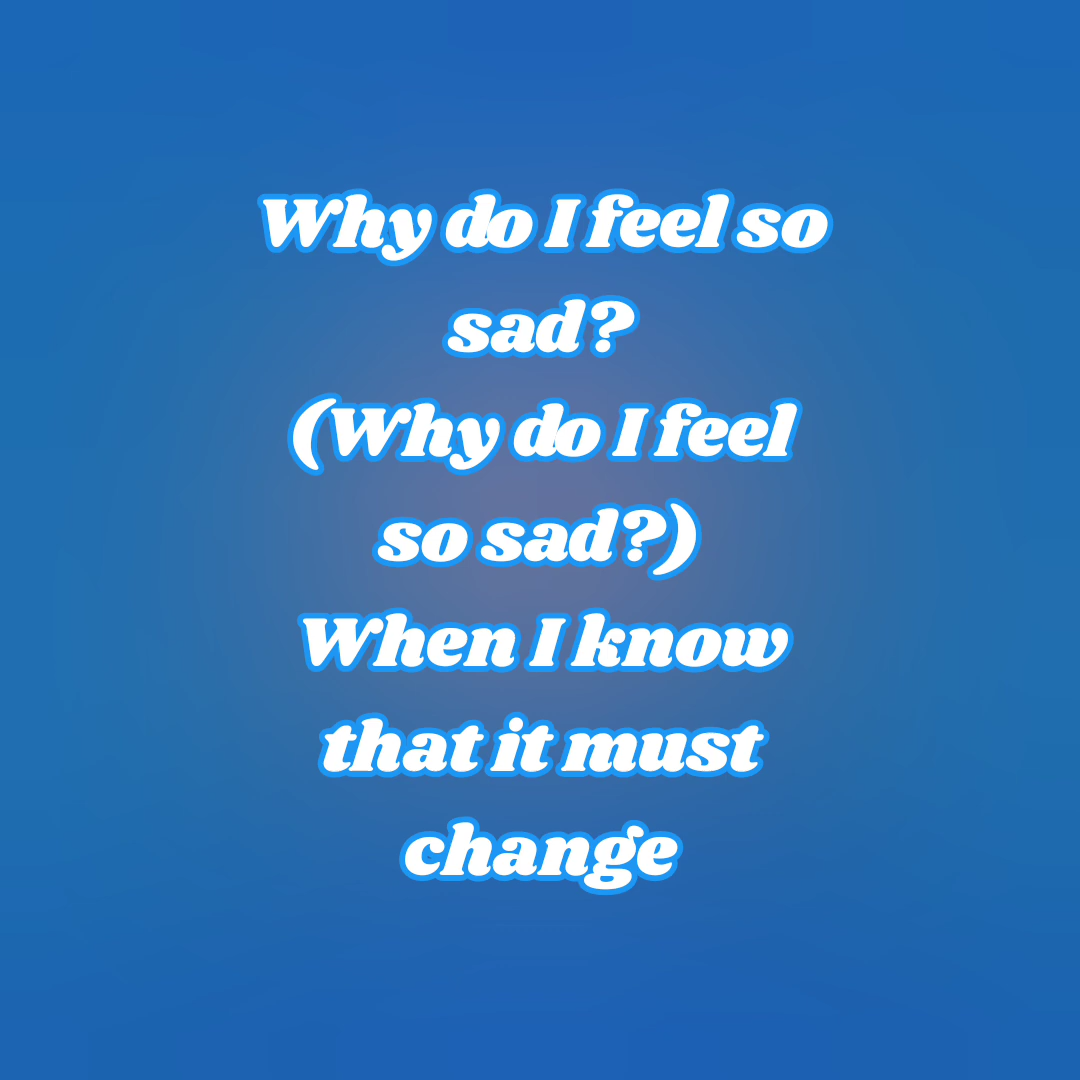 Why do I feel so
sad?
(Why do I feel
so sad?)
When I know
that it must
change